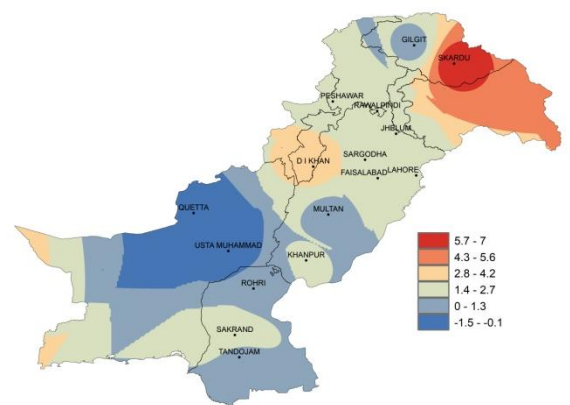 GILGIT
SKARDU
PESHAWAR
RAWALPINDI
JHELUM
SARGODHA
D I KHAN
FAISALABAD
LAHORE
QUETTA
MULTAN
USTA MUHAMMAD
KHANPUR
ROHRI
SAKRAND
TANDOJAM
5.7 - 7
4.3 - 5.6
2.8 - 4.2
1.4 - 2.7
0 - 1.3
-1.5 - -0.1